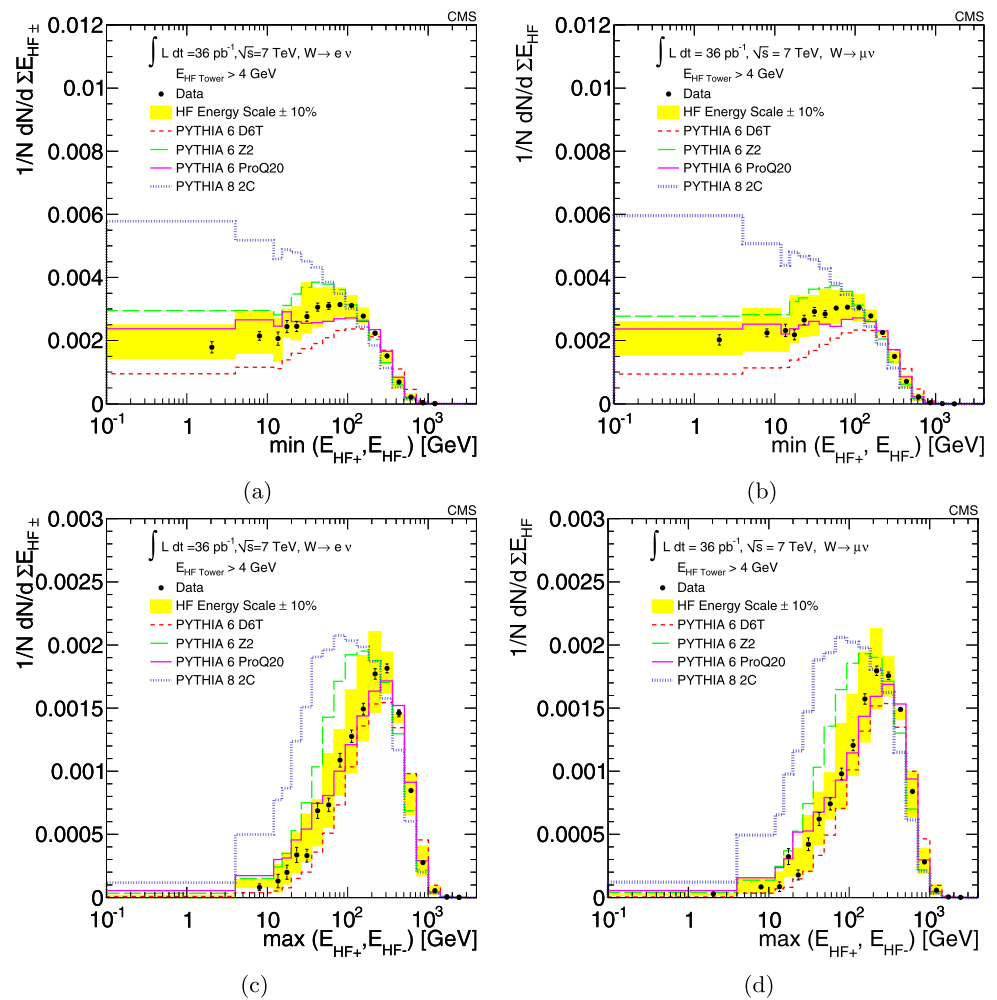 CMS
0.012
0.01
0.008
0.006
0.004
0.002
0
1/N dN/d ΣE_HF ±
∫ L dt =36 pb⁻¹,√s=7 TeV, W→ e ν
E_HF Tower > 4 GeV
Data
HF Energy Scale ± 10%
PYTHIA 6 D6T
PYTHIA 6 Z2
PYTHIA 6 ProQ20
PYTHIA 8 2C
10⁻¹ 1 10 10² 10³
min (E_HF+,E_HF-) [GeV]
(a)
CMS
0.012
0.01
0.008
0.006
0.004
0.002
0
1/N dN/d ΣE_HF
∫ L dt = 36 pb⁻¹, √s = 7 TeV, W→ μν
E_HF Tower > 4 GeV
Data
HF Energy Scale ± 10%
PYTHIA 6 D6T
PYTHIA 6 Z2
PYTHIA 6 ProQ20
PYTHIA 8 2C
10⁻¹ 1 10 10² 10³
min (E_HF+, E_HF-) [GeV]
(b)
CMS
0.003
0.0025
0.002
0.0015
0.001
0.0005
0
1/N dN/d ΣE_HF ±
∫ L dt =36 pb⁻¹,√s=7 TeV, W→ e ν
E_HF Tower > 4 GeV
Data
HF Energy Scale ± 10%
PYTHIA 6 D6T
PYTHIA 6 Z2
PYTHIA 6 ProQ20
PYTHIA 8 2C
10⁻¹ 1 10 10² 10³
max (E_HF+,E_HF-) [GeV]
(c)
CMS
0.003
0.0025
0.002
0.0015
0.001
0.0005
0
1/N dN/d ΣE_HF
∫ L dt = 36 pb⁻¹, √s = 7 TeV, W→ μν
E_HF Tower > 4 GeV
Data
HF Energy Scale ± 10%
PYTHIA 6 D6T
PYTHIA 6 Z2
PYTHIA 6 ProQ20
PYTHIA 8 2C
10⁻¹ 1 10 10² 10³
max (E_HF+, E_HF-) [GeV]
(d)